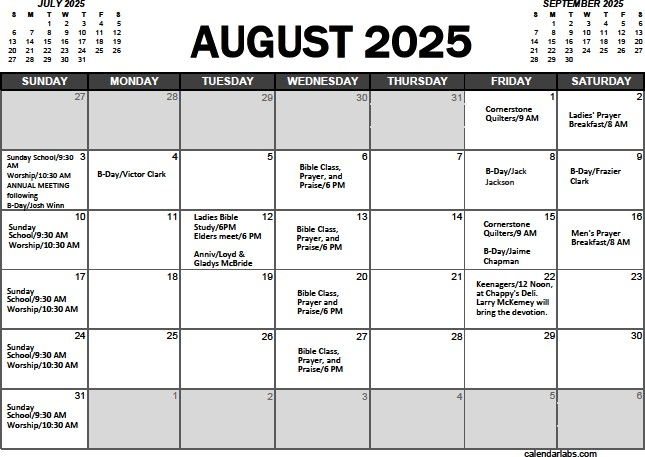 JULY 2025
S M T W T F S
1 2 3 4 5
6 7 8 9 10 11 12
13 14 15 16 17 18 19
20 21 22 23 24 25 26
27 28 29 30 31
AUGUST 2025
SEPTEMBER 2025
S M T W T F S
1 2 3 4 5 6
7 8 9 10 11 12 13
14 15 16 17 18 19 20
21 22 23 24 25 26 27
28 29 30
SUNDAY MONDAY TUESDAY WEDNESDAY THURSDAY FRIDAY SATURDAY
27
28
29
30
31
1
Cornerstone
Quilters/9 AM
2
Ladies' Prayer
Breakfast/8 AM
3
Sunday School/9:30
AM
Worship/10:30 AM
ANNUAL MEETING
following
B-Day/Josh Winn
4
B-Day/Victor Clark
5
6
Bible Class,
Prayer, and
Praise/6 PM
7
8
B-Day/Jack
Jackson
9
B-Day/Frazier
Clark
10
Sunday
School/9:30 AM
Worship/10:30 AM
11
12
Ladies Bible
Study/6PM
Elders meet/6 PM
Anniv/Loyd &
Gladys McBride
13
Bible Class,
Prayer, and
Praise/6 PM
14
15
Cornerstone
Quilters/9 AM
B-Day/Jaime
Chapman
16
Men's Prayer
Breakfast/8 AM
17
Sunday
School/9:30 AM
Worship/10:30 AM
18
19
20
Bible Class,
Prayer and
Praise/6 PM
21
22
Keenagers/12 Noon,
at Chappy's Deli.
Larry McKemey will
bring the devotion.
23
24
Sunday
School/9:30 AM
Worship/10:30 AM
25
26
27
Bible Class,
Prayer, and
Praise/6 PM
28
29
30
31
Sunday
School/9:30 AM
Worship/10:30 AM
1
2
3
4
5
6
calendarlabs.com